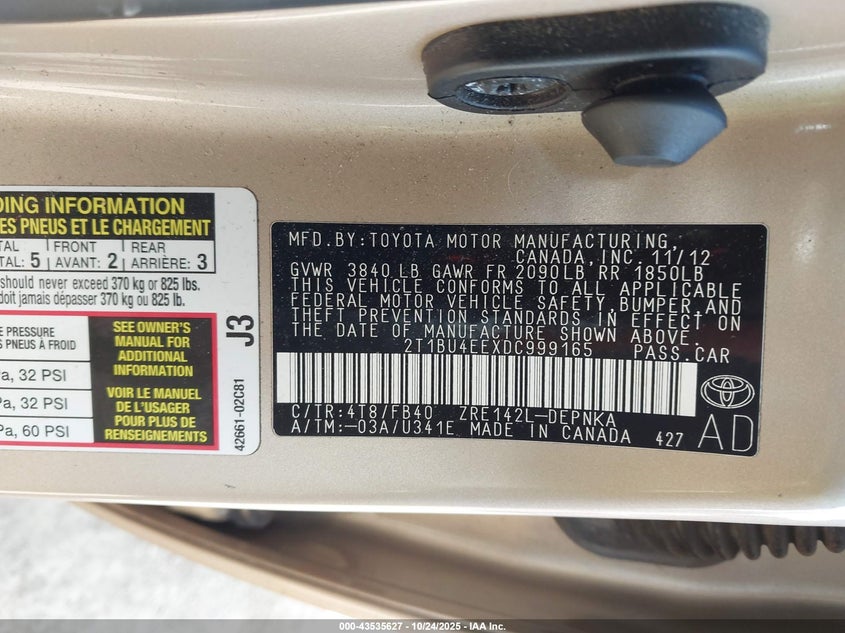 DING INFORMATION
ES PNEUS ET LE CHARGEMENT
TAL 5 FRONT AVANT: 2 REAR ARRIÈRE: 3
should never exceed 370 kg or 825 lbs.
doit jamais dépasser 370 kg ou 825 lb.
E PRESSURE
S PNEUS À FROID
a, 32 PSI
a, 32 PSI
a, 60 PSI
SEE OWNER'S
MANUAL FOR
ADDITIONAL
INFORMATION
VOIR LE MANUEL
DE L'USAGER
POUR PLUS DE
RENSEIGNEMENTS
J3
42661-02C81
MFD.BY:TOYOTA MOTOR MANUFACTURING,
CANADA, INC. 11/12
GVWR 3840 LB GAWR FR 2090LB RR 1850LB
THIS VEHICLE CONFORMS TO ALL APPLICABLE
FEDERAL MOTOR VEHICLE SAFETY, BUMPER, AND
THEFT PREVENTION STANDARDS IN EFFECT ON
THE DATE OF MANUFACTURE SHOWN ABOVE.
2T1BU4EEXDC999165 PASS.CAR
C/TR:4T8/FB40 ZRE142L-DEPNKA
A/TM:-03A/U341E MADE IN CANADA 427
AD
TOYOTA
000-43535627 - 10/24/2025 - IAA Inc.